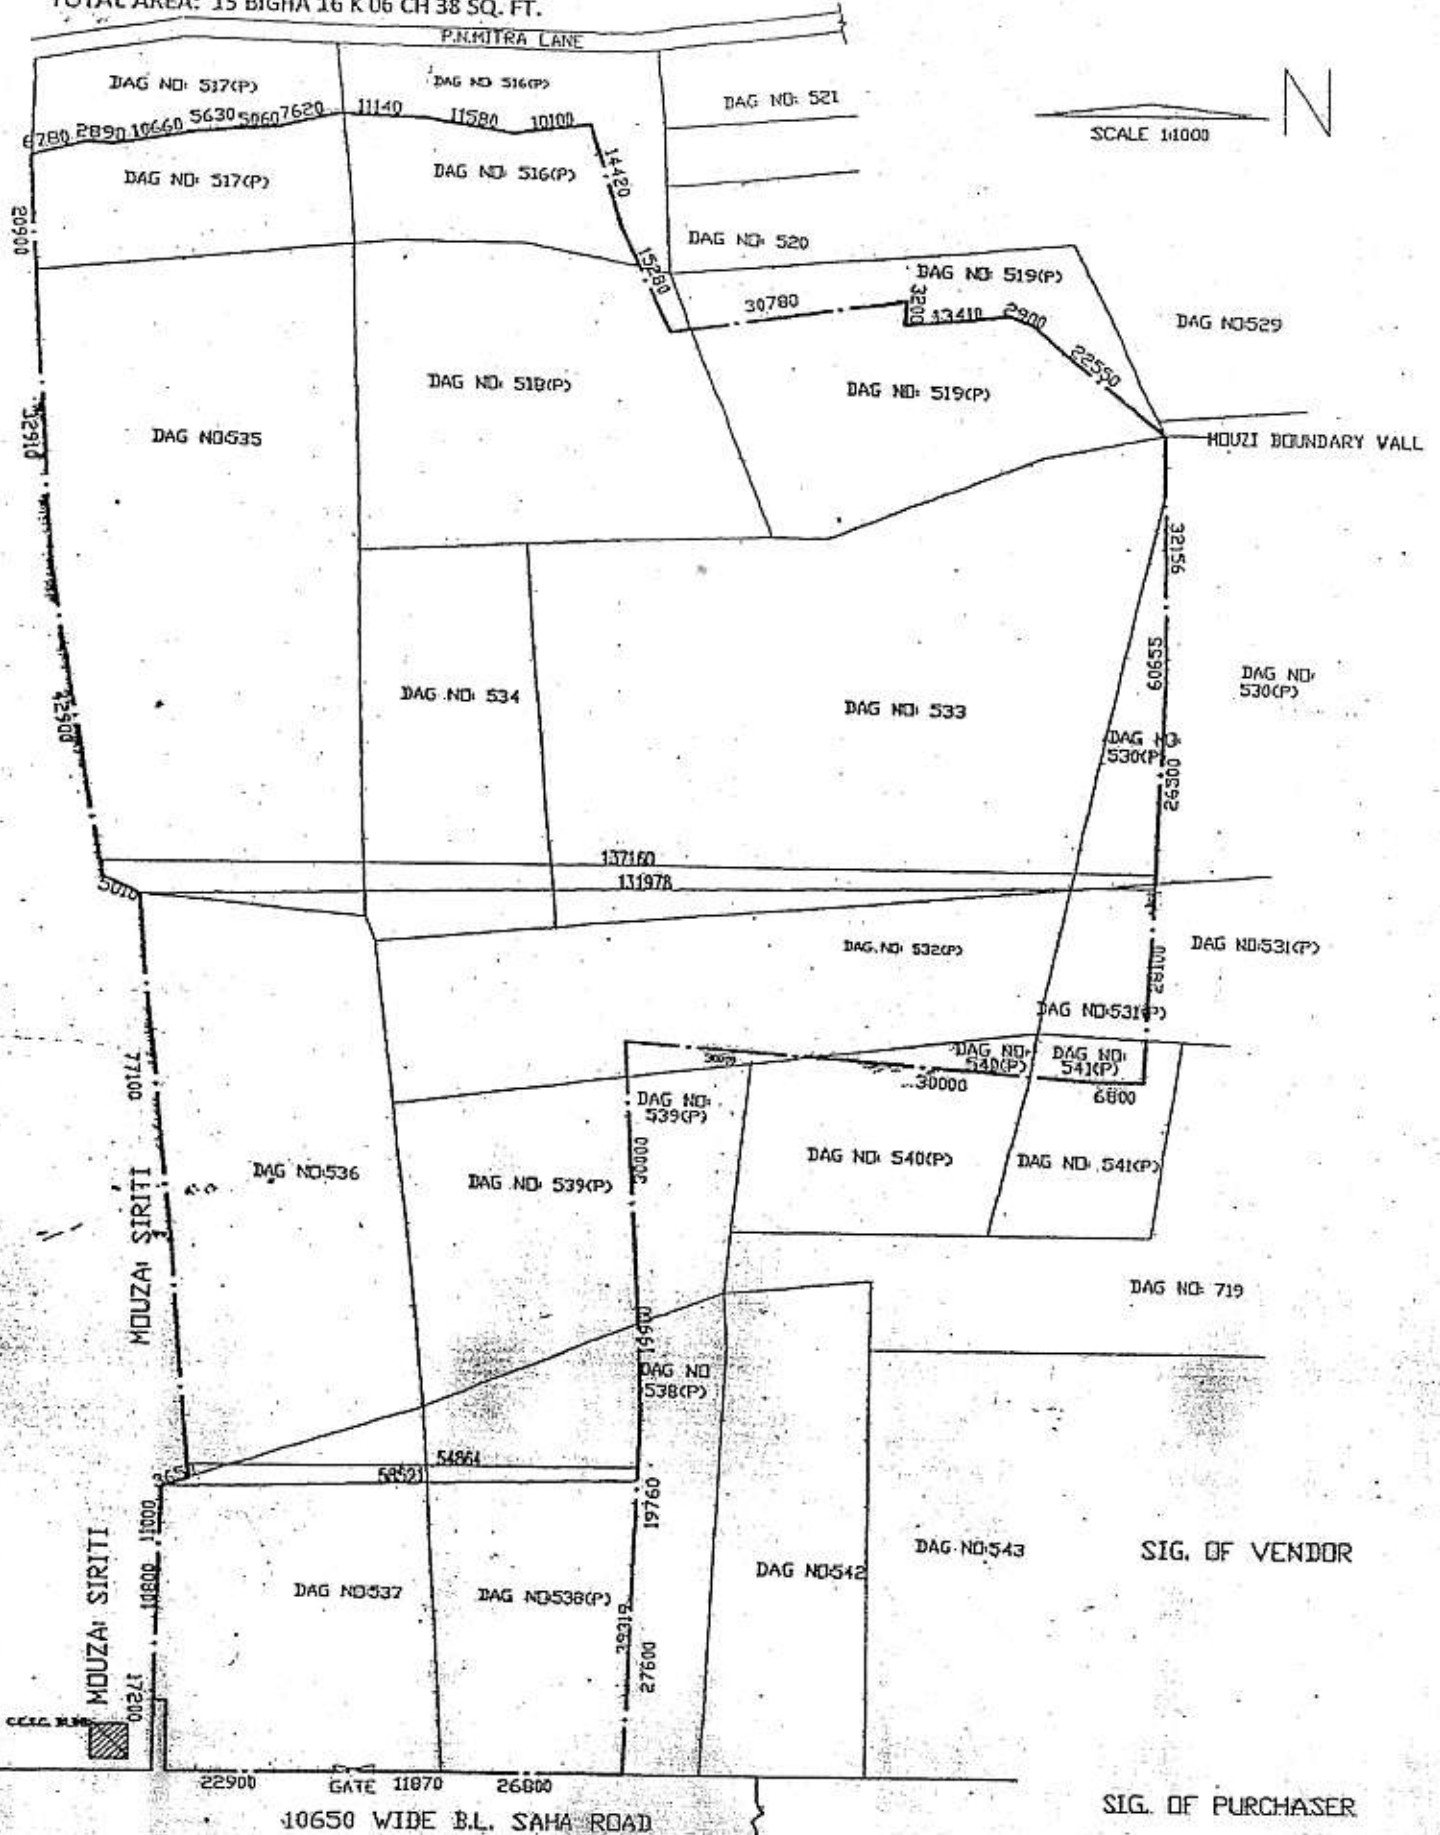 TOTAL AREA: 15 BIGHA 16 K 06 CH 38 SQ. FT.
P.N.MITRA LANE
DAG NO: 517(P)
DAG NO 516(P)
DAG NO: 521
N
SCALE 1:1000
6780 2890 10660 5630 5060 7620 11140 11580 10100
14420
DAG NO: 517(P)
DAG NO: 516(P)
20900
15280
DAG NO: 520
DAG NO: 519(P)
30780
3200
13410
2900
22550
DAG NO:529
DAG NO: 518(P)
DAG NO: 519(P)
32910
DAG NO:535
MOUZI BOUNDARY VALL
32156
60655
DAG NO:
530(P)
DAG NO: 534
DAG NO: 533
42900
DAG NO:
530(P)
26900
137160
131978
DAG. NO: 532(P)
DAG NO:531(P)
28100
DAG NO:531(P)
DAG NO:
540(P)
DAG NO:
541(P)
30000
6800
77100
DAG NO:
539(P)
30000
DAG NO:536
DAG NO: 539(P)
DAG NO: 540(P)
DAG NO: 541(P)
MOUZA: SIRITI
DAG NO: 719
19900
DAG NO
538(P)
54864
58521
11000
19760
10800
MOUZA: SIRITI
DAG NO:537
DAG NO:538(P)
DAG NO:542
DAG NO:543
SIG. OF VENDOR
27600
17200
22900
GATE
11870
26800
10650 WIDE B.L. SAHA ROAD
SIG. OF PURCHASER